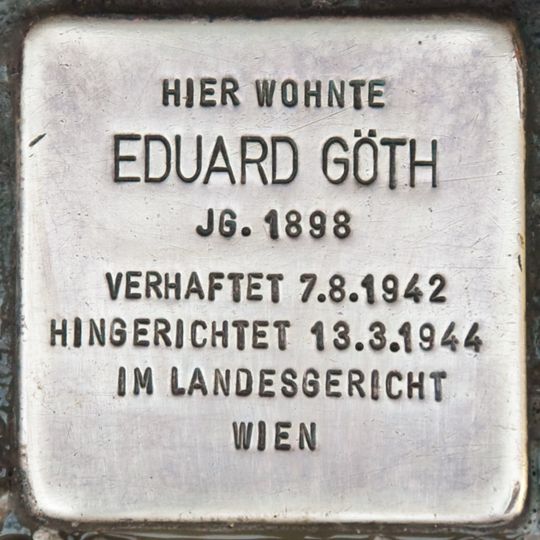 HIER WOHNTE
EDUARD GÖTH
JG. 1898
VERHAFTET 7.8.1942
HINGERICHTET 13.3.1944
IM LANDESGERICHT
WIEN